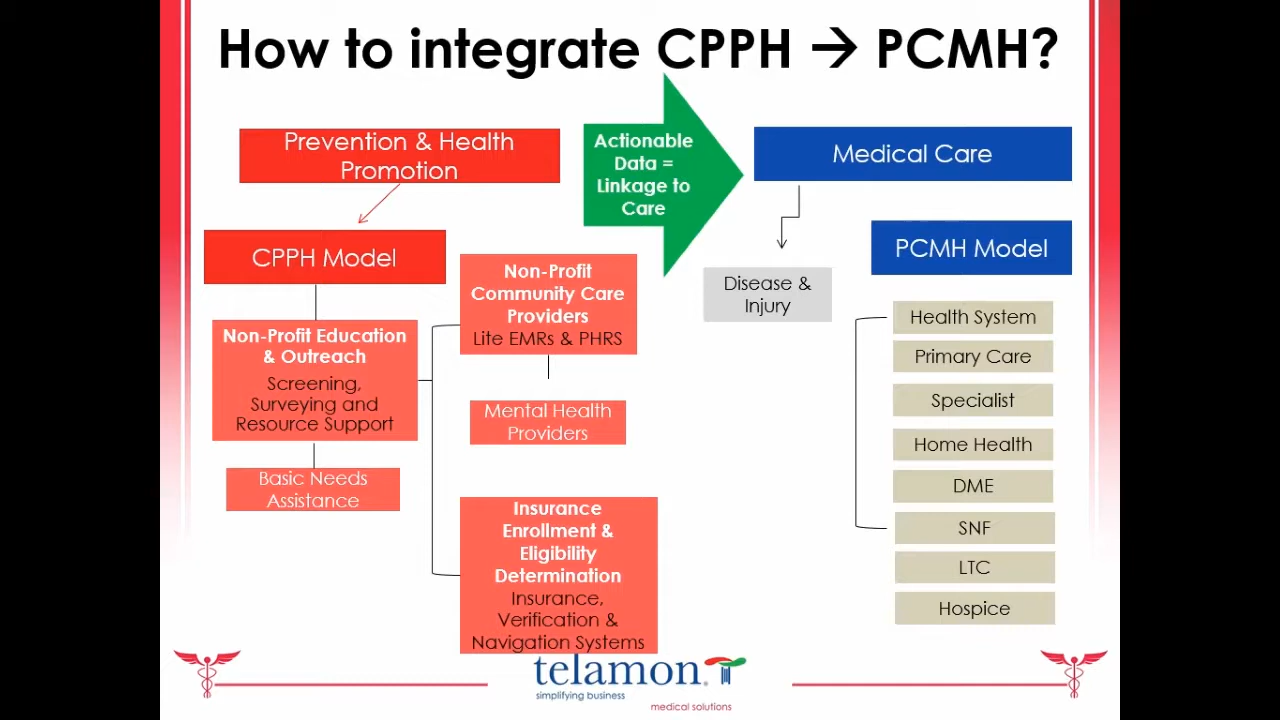 How to integrate CPPH → PCMH?
Prevention & Health
Promotion
Actionable
Data =
Linkage to
Care
Medical Care
CPPH Model
PCMH Model
Non-Profit
Community Care
Providers
Lite EMRs & PHRS
Disease &
Injury
Non-Profit Education
& Outreach
Screening,
Surveying and
Resource Support
Mental Health
Providers
Basic Needs
Assistance
Insurance
Enrollment &
Eligibility
Determination
Insurance,
Verification &
Navigation Systems
Health System
Primary Care
Specialist
Home Health
DME
SNF
LTC
Hospice
telamon®
simplifying business
medical solutions